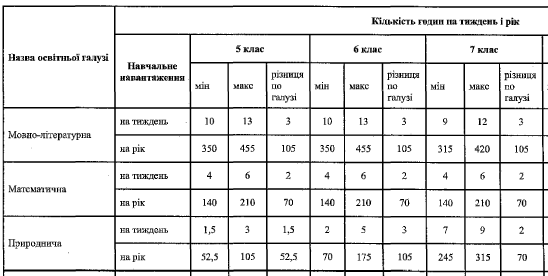 Назва освітньої галузі
Навчальне навантаження
Кількість годин на тиждень і рік
5 клас 6 клас 7 клас
мін макс різниця по галузі мін макс різниця по галузі мін макс різниця по галузі
Мовно-літературна
на тиждень 10 13 3 10 13 3 9 12 3
на рік 350 455 105 350 455 105 315 420 105
Математична
на тиждень 4 6 2 4 6 2 4 6 2
на рік 140 210 70 140 210 70 140 210 70
Природнича
на тиждень 1,5 3 1,5 2 5 3 7 9 2
на рік 52,5 105 52,5 70 175 105 245 315 70